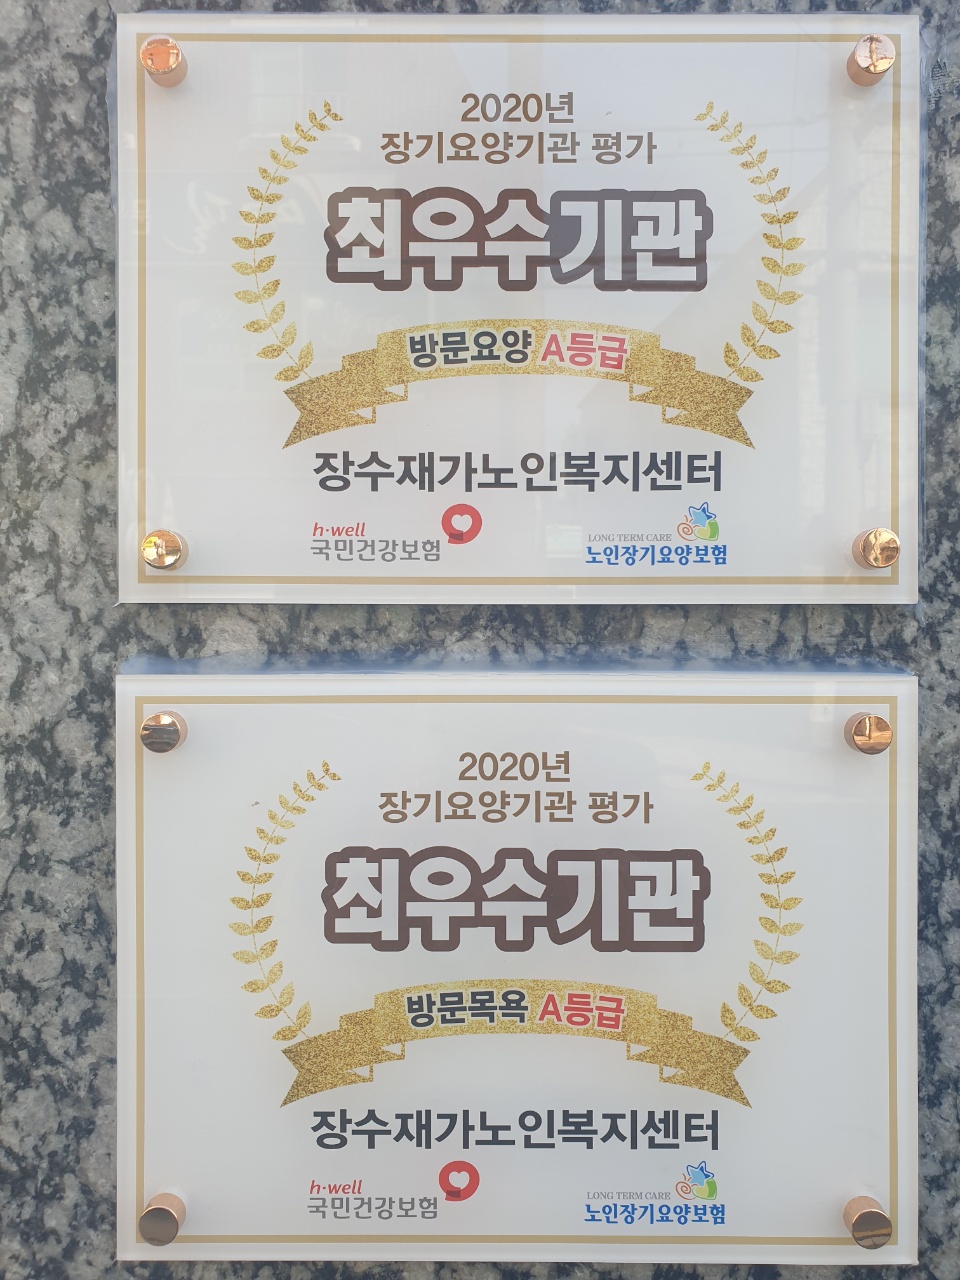 2020년
장기요양기관 평가
최우수기관
방문요양 A등급
장수재가노인복지센터
h·well
국민건강보험
LONG TERM CARE
노인장기요양보험
2020년
장기요양기관 평가
최우수기관
방문목욕 A등급
장수재가노인복지센터
h·well
국민건강보험
LONG TERM CARE
노인장기요양보험